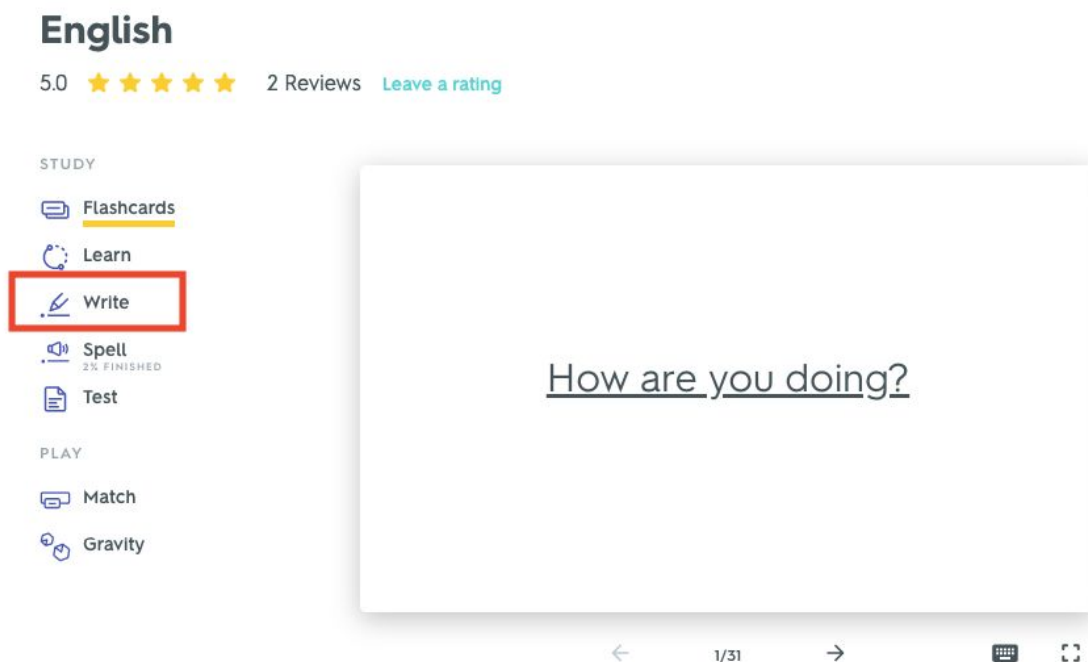 English
5.0 2 Reviews Leave a rating
STUDY
Flashcards
Learn
Write
Spell
2% FINISHED
Test
PLAY
Match
Gravity
How are you doing?
1/31